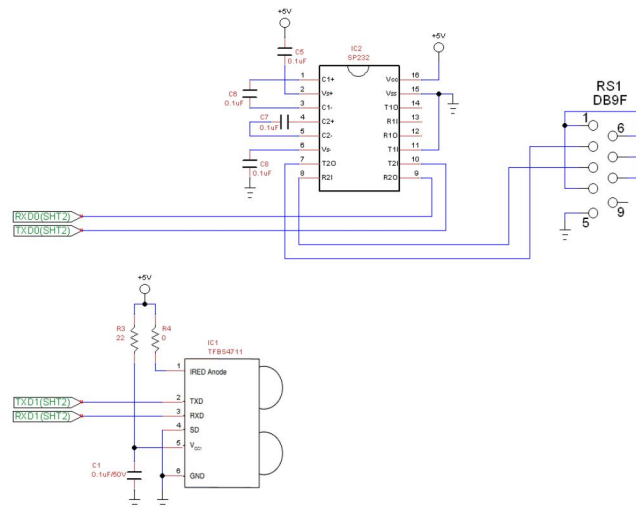 +5V
C5
0.1uF
+5V
IC2
SP232
C6
0.1uF
C7
0.1uF
C8
0.1uF
1 C1+ Vcc 16
2 Vs+ Vss 15
3 C1- T1O 14
4 C2+ R1I 13
5 C2- R1O 12
6 Vs- T1I 11
7 T2O T2I 10
8 R2I R2O 9
RS1
DB9F
1
6
5
9
RXD0(SHT2)
TXD0(SHT2)
+5V
R3
22
R4
0
IC1
TFBS4711
1 IRED Anode
TXD1(SHT2)
2 TXD
RXD1(SHT2)
3 RXD
4 SD
5 VCC1
6 GND
C1
0.1uF/50V